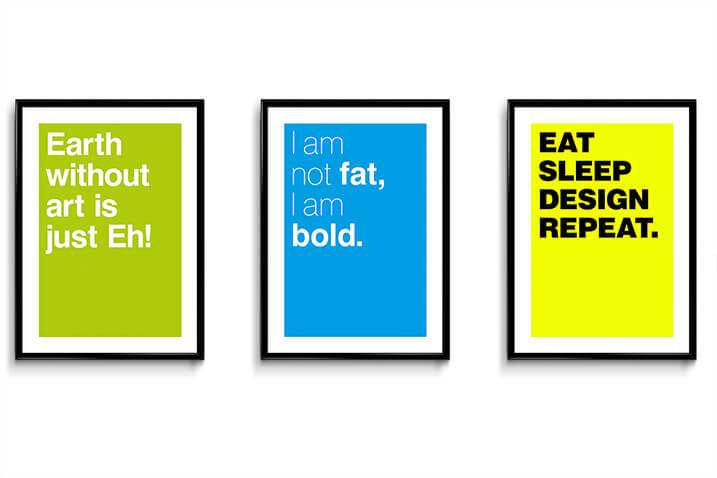 Earth
without
art is
just Eh!
I am
not fat,
I am
bold.
EAT
SLEEP
DESIGN
REPEAT.